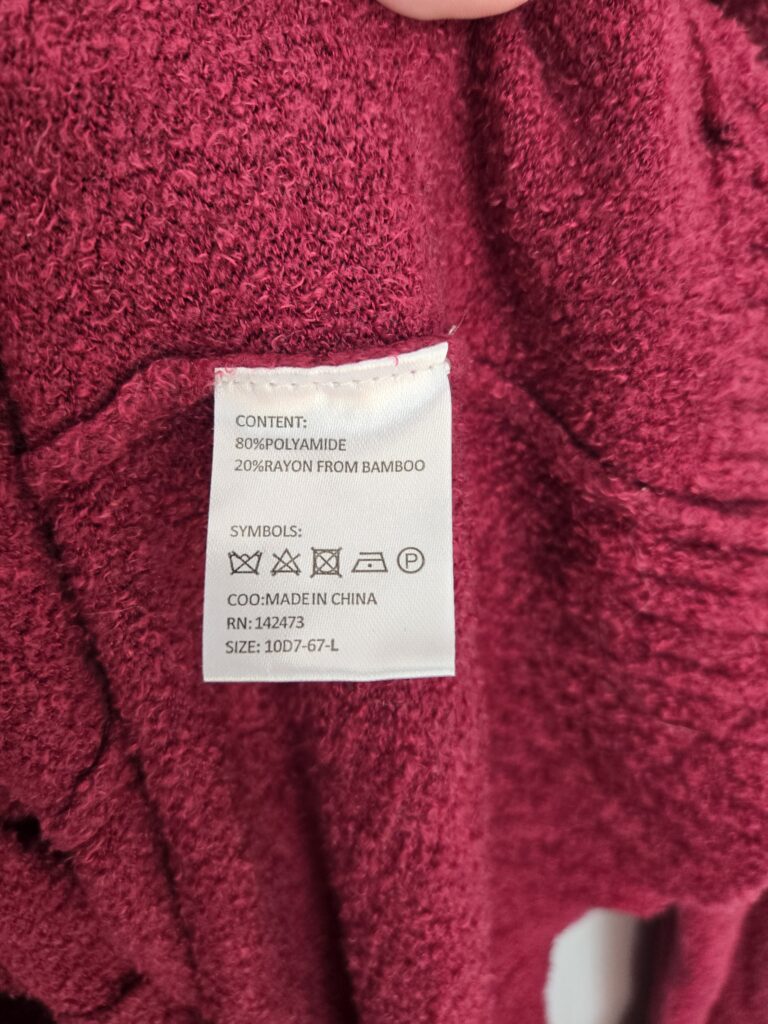 CONTENT:
80%POLYAMIDE
20%RAYON FROM BAMBOO
SYMBOLS:
P
COO:MADE IN CHINA
RN: 142473
SIZE: 10D7-67-L